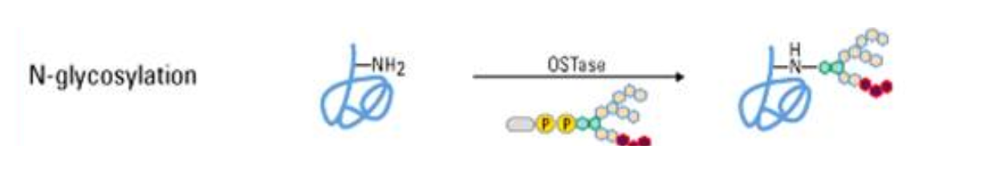 N-glycosylation
NH2
OSTase
P P
H
N